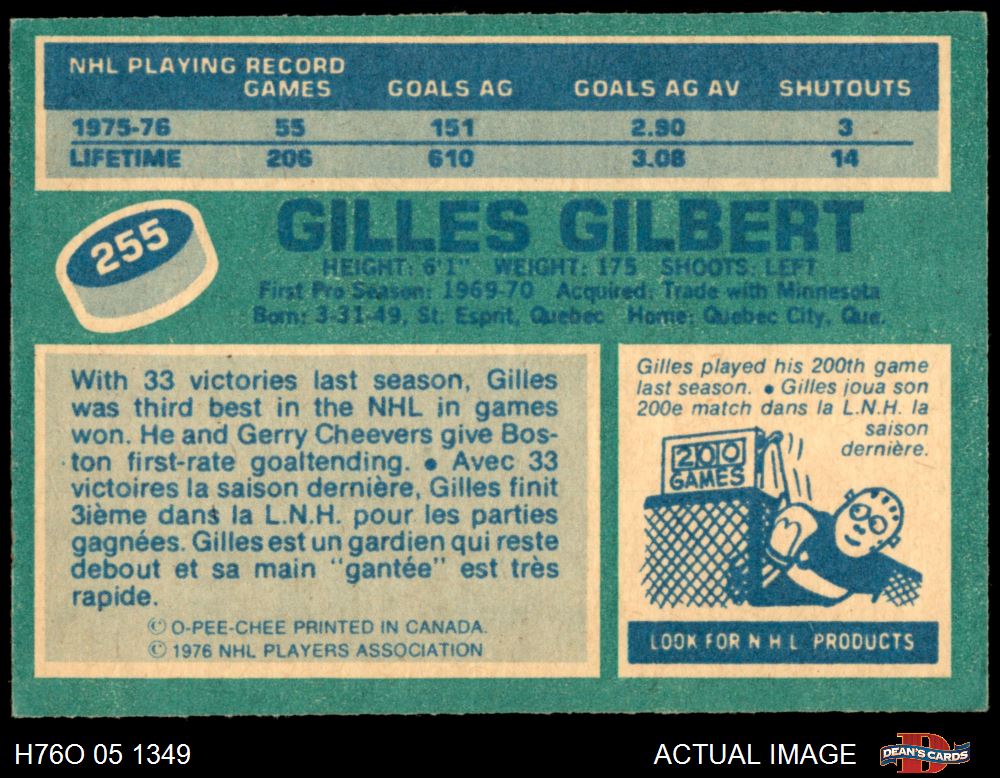 NHL PLAYING RECORD
GAMES GOALS AG GOALS AG AV SHUTOUTS
1975-76 55 151 2.90 3
LIFETIME 206 610 3.08 14
255
GILLES GILBERT
HEIGHT: 6'1" WEIGHT: 175 SHOOTS: LEFT
First Pro Season: 1969-70 Acquired: Trade with Minnesota
Born: 3-31-49, St. Esprit, Quebec Home: Quebec City, Que.
With 33 victories last season, Gilles
was third best in the NHL in games
won. He and Gerry Cheevers give Bos-
ton first-rate goaltending. • Avec 33
victoires la saison dernière, Gilles finit
3ième dans la L.N.H. pour les parties
gagnées. Gilles est un gardien qui reste
debout et sa main "gantée" est très
rapide.
© O-PEE-CHEE PRINTED IN CANADA.
© 1976 NHL PLAYERS ASSOCIATION
Gilles played his 200th game
last season. • Gilles joua son
200e match dans la L.N.H. la
saison
dernière.
200
GAMES
LOOK FOR N H L PRODUCTS
H76O 05 1349
ACTUAL IMAGE
DEAN'S CARDS